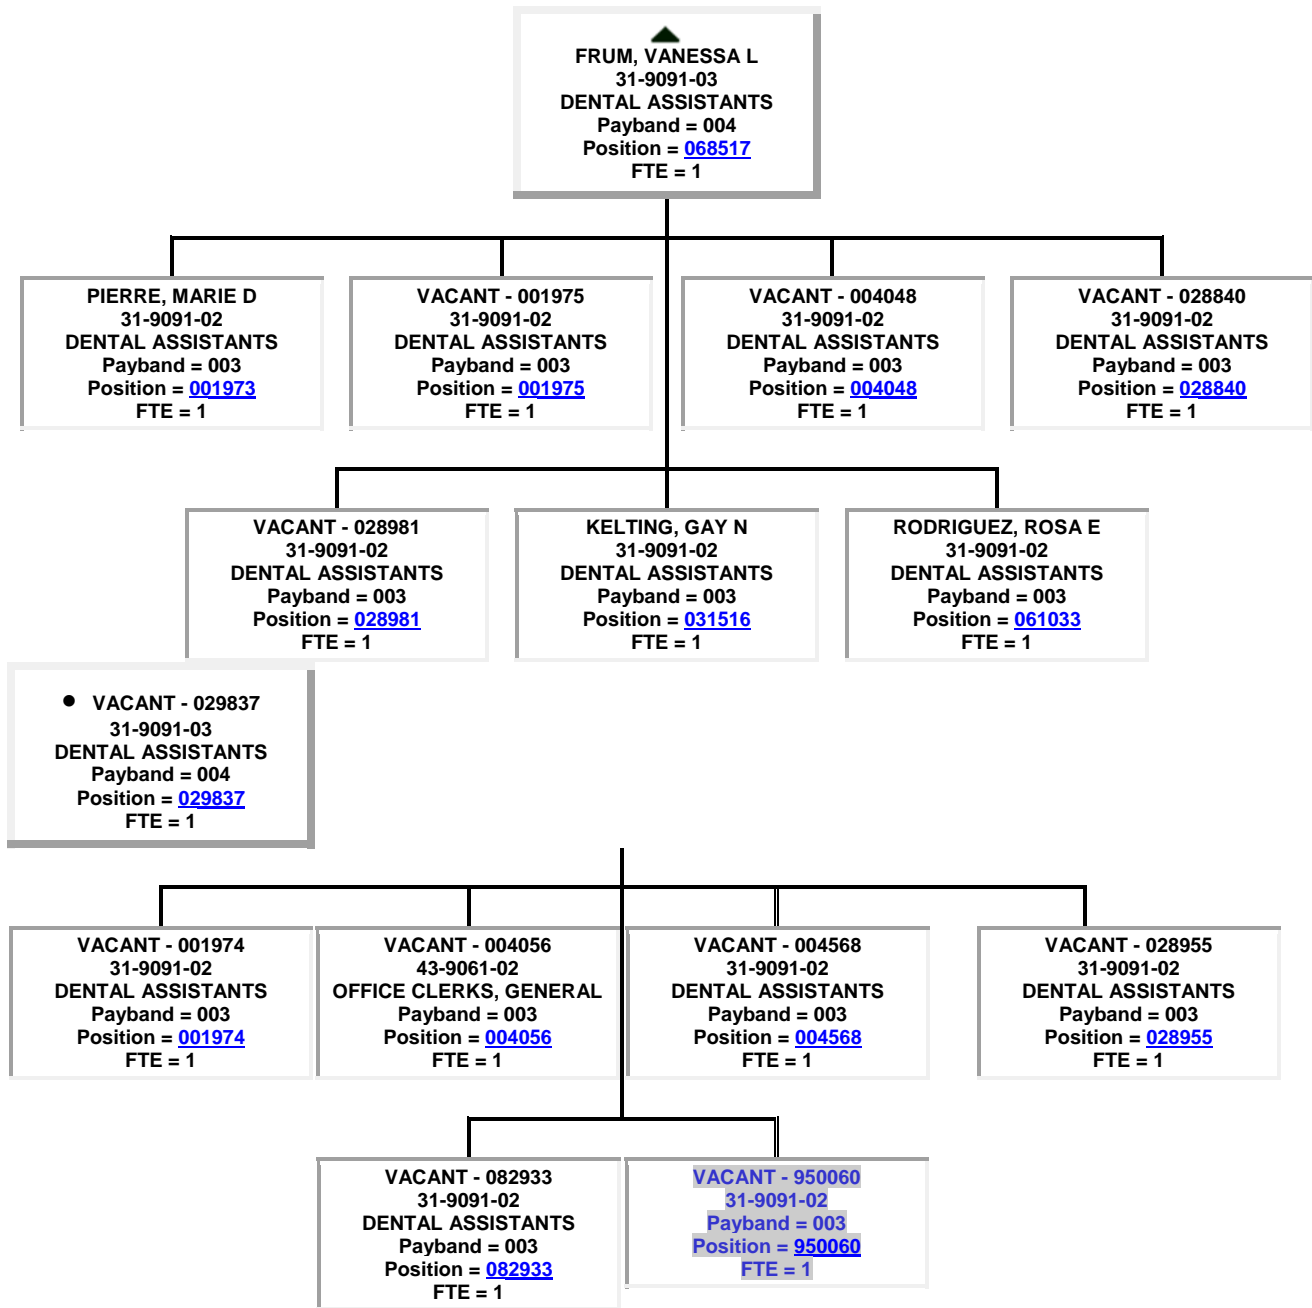 FRUM, VANESSA L
31-9091-03
DENTAL ASSISTANTS
Payband = 004
Position = 068517
FTE = 1
PIERRE, MARIE D
31-9091-02
DENTAL ASSISTANTS
Payband = 003
Position = 001973
FTE = 1
VACANT - 001975
31-9091-02
DENTAL ASSISTANTS
Payband = 003
Position = 001975
FTE = 1
VACANT - 004048
31-9091-02
DENTAL ASSISTANTS
Payband = 003
Position = 004048
FTE = 1
VACANT - 028840
31-9091-02
DENTAL ASSISTANTS
Payband = 003
Position = 028840
FTE = 1
VACANT - 028981
31-9091-02
DENTAL ASSISTANTS
Payband = 003
Position = 028981
FTE = 1
KELTING, GAY N
31-9091-02
DENTAL ASSISTANTS
Payband = 003
Position = 031516
FTE = 1
RODRIGUEZ, ROSA E
31-9091-02
DENTAL ASSISTANTS
Payband = 003
Position = 061033
FTE = 1
• VACANT - 029837
31-9091-03
DENTAL ASSISTANTS
Payband = 004
Position = 029837
FTE = 1
VACANT - 001974
31-9091-02
DENTAL ASSISTANTS
Payband = 003
Position = 001974
FTE = 1
VACANT - 004056
43-9061-02
OFFICE CLERKS, GENERAL
Payband = 003
Position = 004056
FTE = 1
VACANT - 004568
31-9091-02
DENTAL ASSISTANTS
Payband = 003
Position = 004568
FTE = 1
VACANT - 028955
31-9091-02
DENTAL ASSISTANTS
Payband = 003
Position = 028955
FTE = 1
VACANT - 082933
31-9091-02
DENTAL ASSISTANTS
Payband = 003
Position = 082933
FTE = 1
VACANT - 950060
31-9091-02
Payband = 003
Position = 950060
FTE = 1